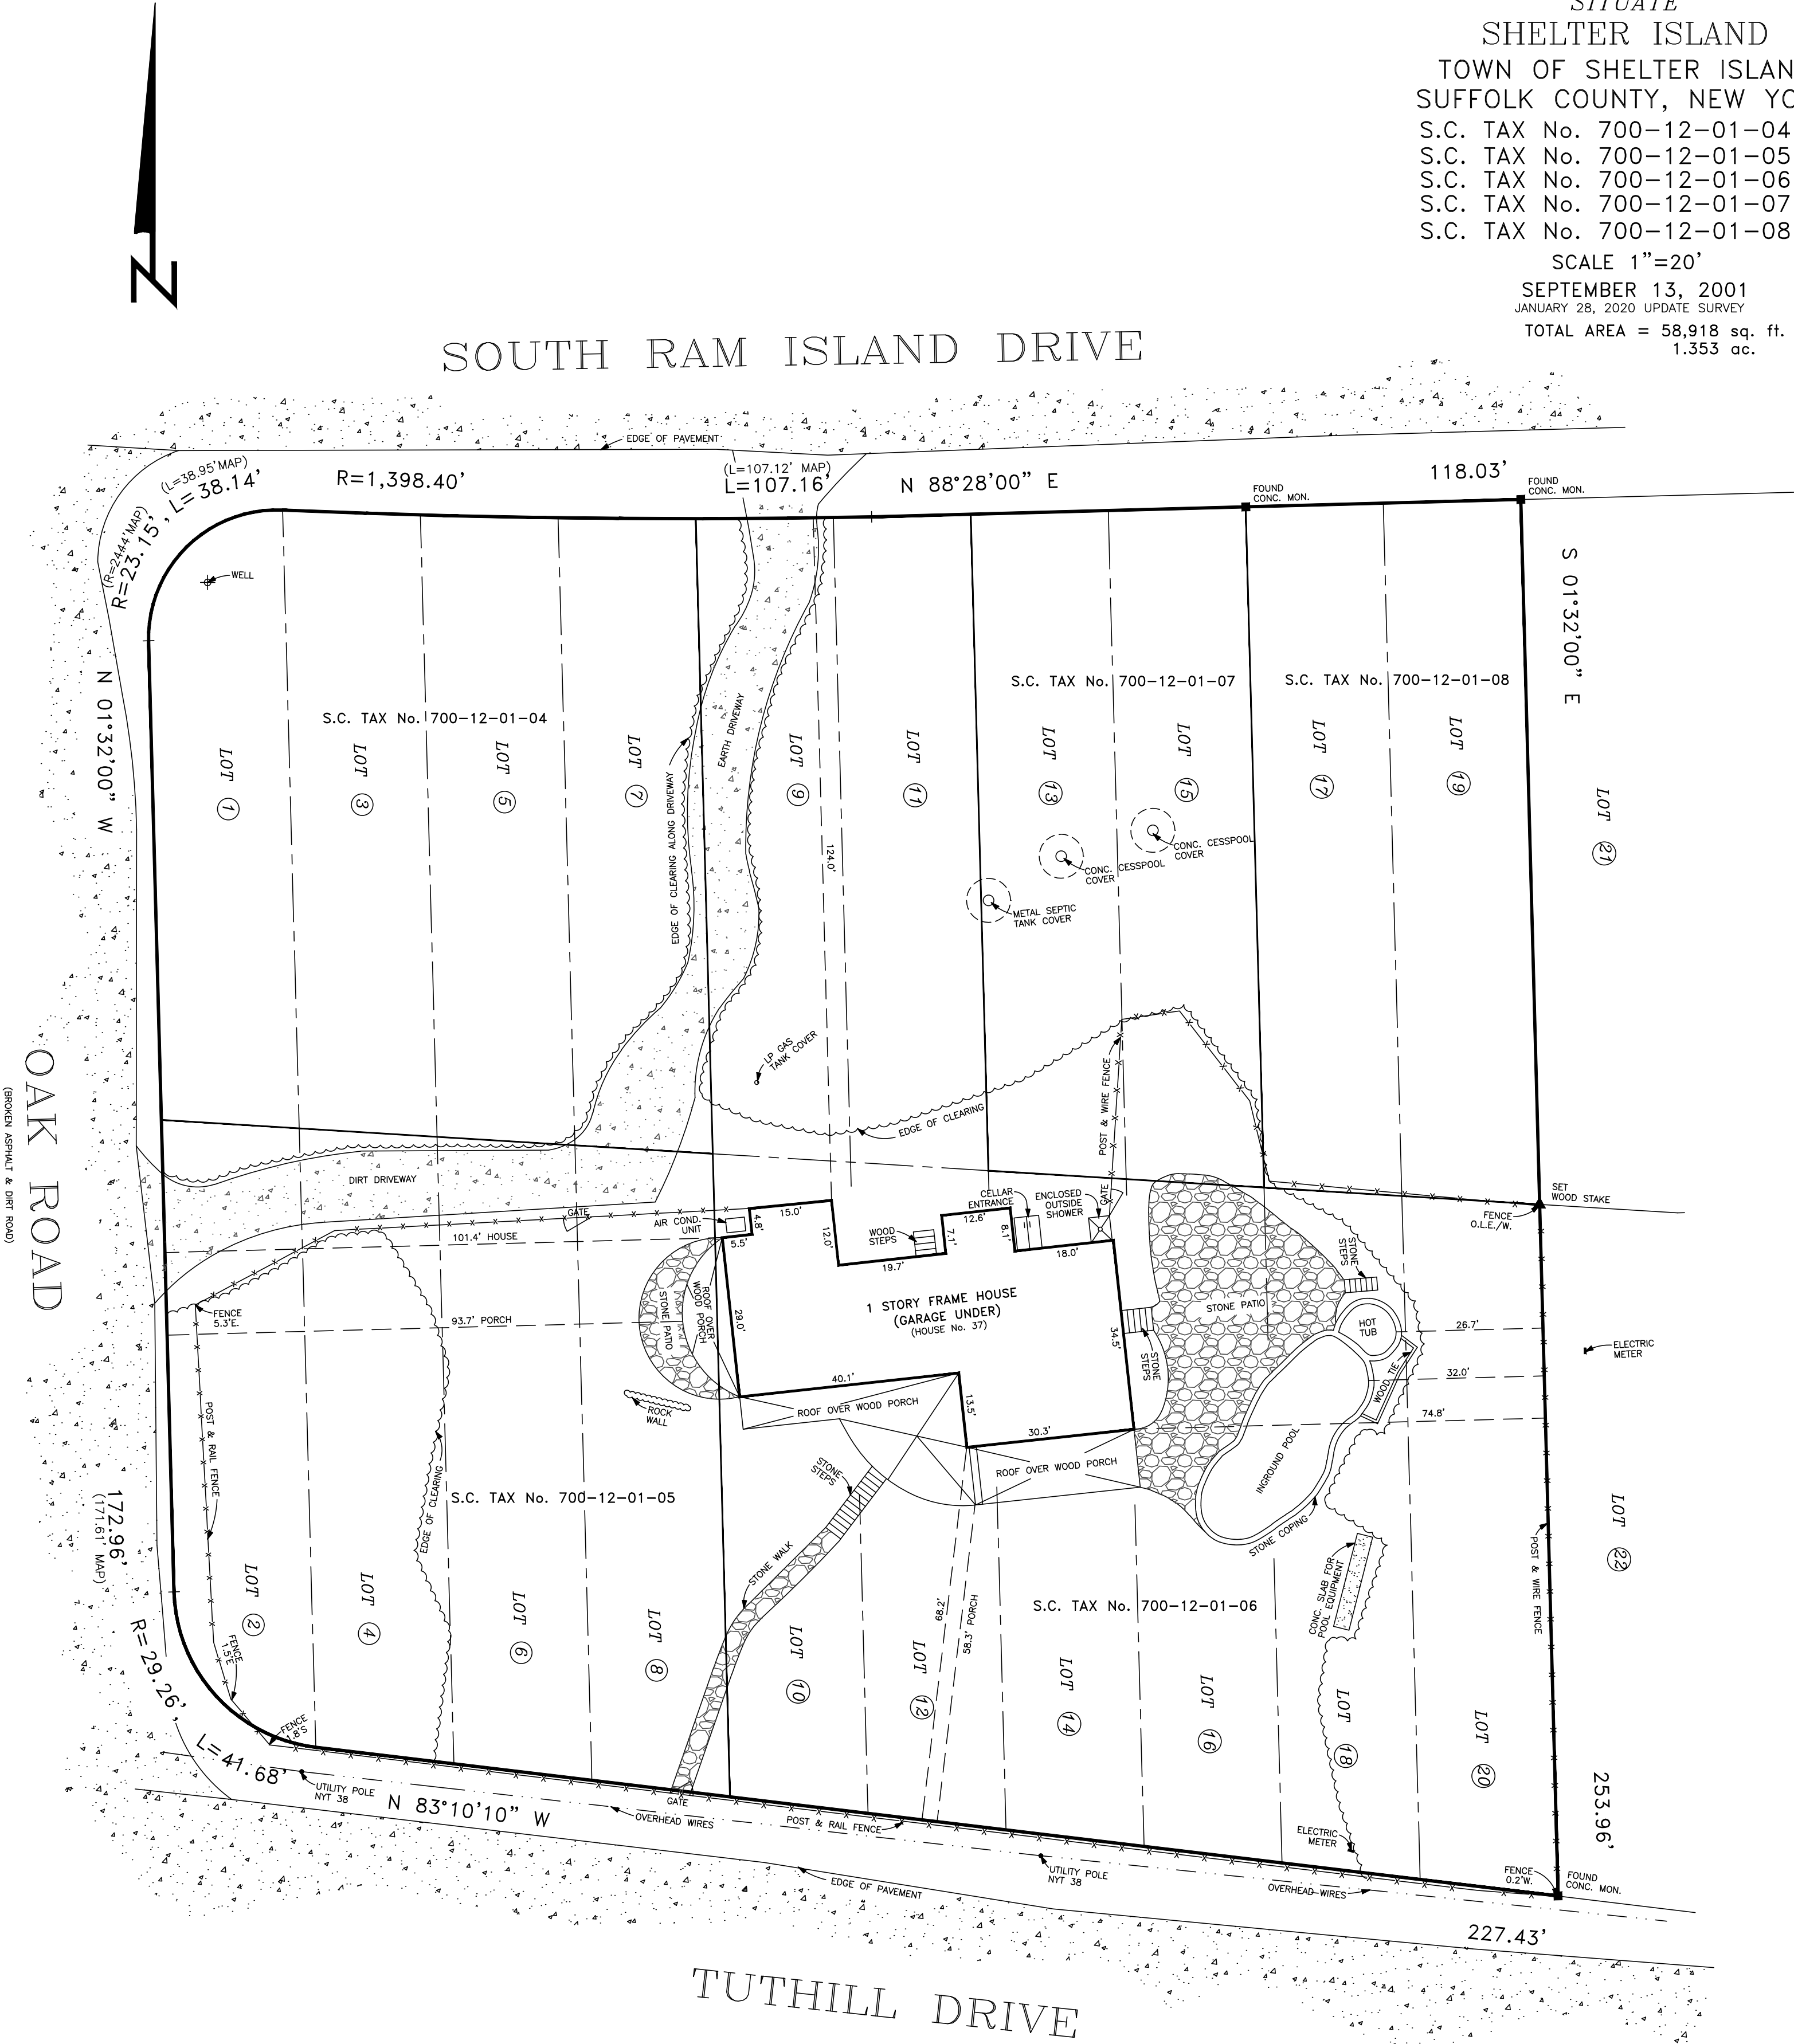 SITUATE
SHELTER ISLAND
TOWN OF SHELTER ISLAN
SUFFOLK COUNTY, NEW YO
S.C. TAX No. 700-12-01-04
S.C. TAX No. 700-12-01-05
S.C. TAX No. 700-12-01-06
S.C. TAX No. 700-12-01-07
S.C. TAX No. 700-12-01-08
SCALE 1"=20'
SEPTEMBER 13, 2001
JANUARY 28, 2020 UPDATE SURVEY
TOTAL AREA = 58,918 sq. ft.
1.353 ac.
N
SOUTH RAM ISLAND DRIVE
EDGE OF PAVEMENT
(L=38.95'MAP)
L=38.14'
(R=24.44'MAP)
R=23.15',
R=1,398.40'
(L=107.12' MAP)
L=107.16'
N 88°28'00" E
118.03'
FOUND
CONC. MON.
FOUND
CONC. MON.
WELL
N 01°32'00" W
S 01°32'00" E
S.C. TAX No. 700-12-01-04
S.C. TAX No. 700-12-01-07
S.C. TAX No. 700-12-01-08
LOT 1
LOT 3
LOT 5
LOT 7
LOT 9
LOT 11
LOT 13
LOT 15
LOT 17
LOT 19
LOT 21
EDGE OF CLEARING ALONG DRIVEWAY
EARTH DRIVEWAY
124.0'
CONC. CESSPOOL
COVER
CONC. CESSPOOL
COVER
METAL SEPTIC
TANK COVER
LP GAS
TANK COVER
EDGE OF CLEARING
POST & WIRE FENCE
GATE
OAK ROAD
(BROKEN ASPHALT & DIRT ROAD)
DIRT DRIVEWAY
GATE
AIR COND.
UNIT
101.4' HOUSE
5.5'
4.8'
15.0'
12.0'
WOOD
STEPS
19.7'
7.1'
12.6'
CELLAR
ENTRANCE
8.1'
ENCLOSED
OUTSIDE
SHOWER
18.0'
SET
WOOD STAKE
FENCE
O.L.E./W.
STONE
STEPS
FENCE
5.3'E.
93.7' PORCH
STONE PATIO
ROOF OVER
WOOD PORCH
29.0'
1 STORY FRAME HOUSE
(GARAGE UNDER)
(HOUSE No. 37)
34.5'
STONE
STEPS
STONE PATIO
HOT
TUB
26.7'
ELECTRIC
METER
WOOD TIE
32.0'
74.8'
40.1'
ROOF OVER WOOD PORCH
13.5'
30.3'
ROOF OVER WOOD PORCH
ROCK
WALL
STONE
STEPS
INGROUND POOL
STONE COPING
POST & RAIL FENCE
EDGE OF CLEARING
S.C. TAX No. 700-12-01-05
STONE WALK
S.C. TAX No. 700-12-01-06
CONC. SLAB FOR
POOL EQUIPMENT
POST & WIRE FENCE
172.96'
(171.61' MAP)
68.2'
58.3' PORCH
LOT 2
LOT 4
LOT 6
LOT 8
LOT 10
LOT 12
LOT 14
LOT 16
LOT 18
LOT 20
LOT 22
FENCE
1.5'E.
FENCE
1.8'S
R=29.26',
L=41.68'
UTILITY POLE
NYT 38
N 83°10'10" W
GATE
OVERHEAD WIRES
POST & RAIL FENCE
EDGE OF PAVEMENT
UTILITY POLE
NYT 38
ELECTRIC
METER
OVERHEAD WIRES
FENCE
0.2'W.
FOUND
CONC. MON.
253.96'
227.43'
TUTHILL DRIVE